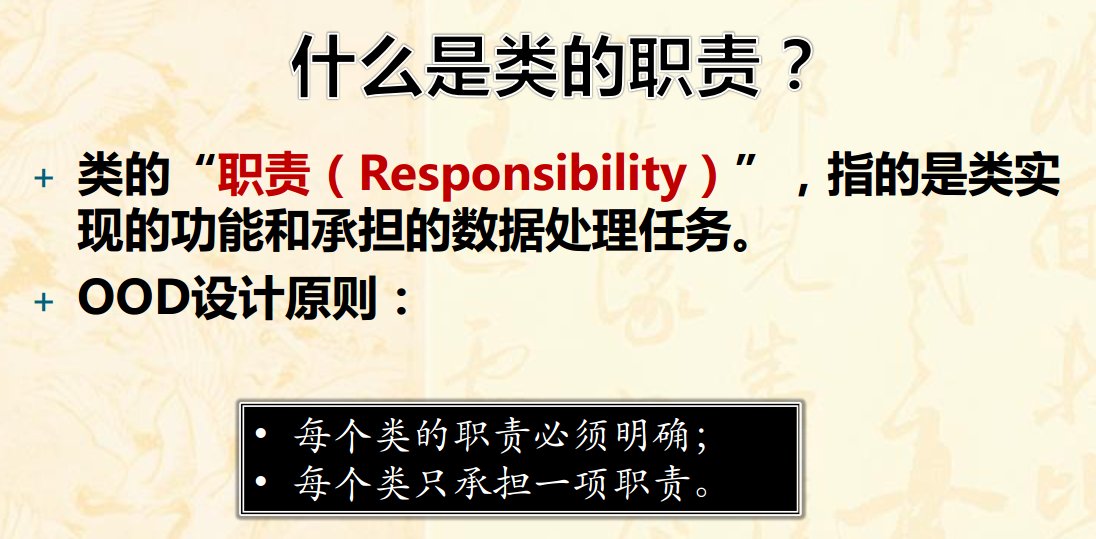 什么是类的职责？
+ 类的“职责（Responsibility）”，指的是类实
现的功能和承担的数据处理任务。
+ OOD设计原则：
• 每个类的职责必须明确；
• 每个类只承担一项职责。